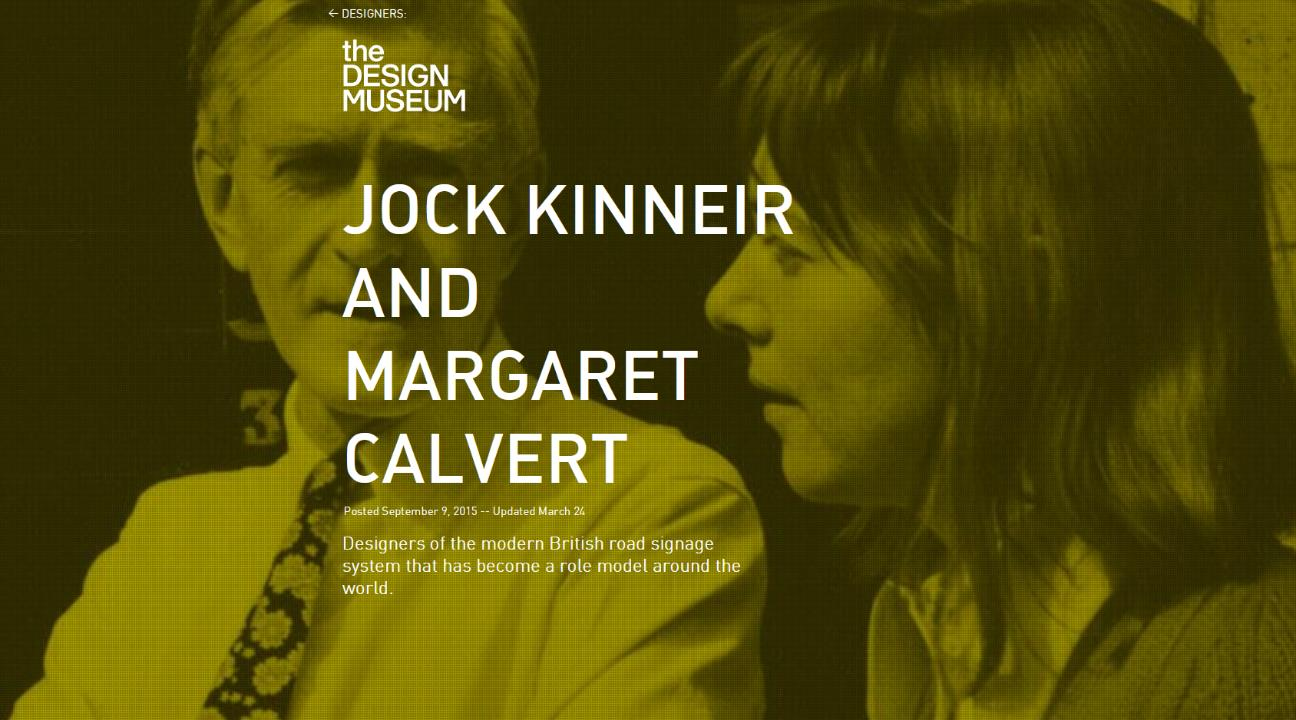 ← DESIGNERS:
the
DESIGN
MUSEUM
JOCK KINNEIR
AND
MARGARET
CALVERT
Posted September 9, 2015 -- Updated March 24
Designers of the modern British road signage
system that has become a role model around the
world.
3